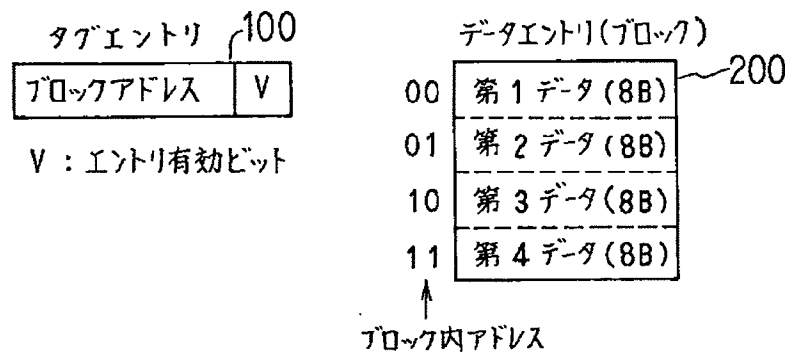 タグエントリ 100
ブロックアドレス V
V : エントリ有効ビット
データエントリ(ブロック)
200
00 第1データ(8B)
01 第2データ(8B)
10 第3データ(8B)
11 第4データ(8B)
ブロック内アドレス